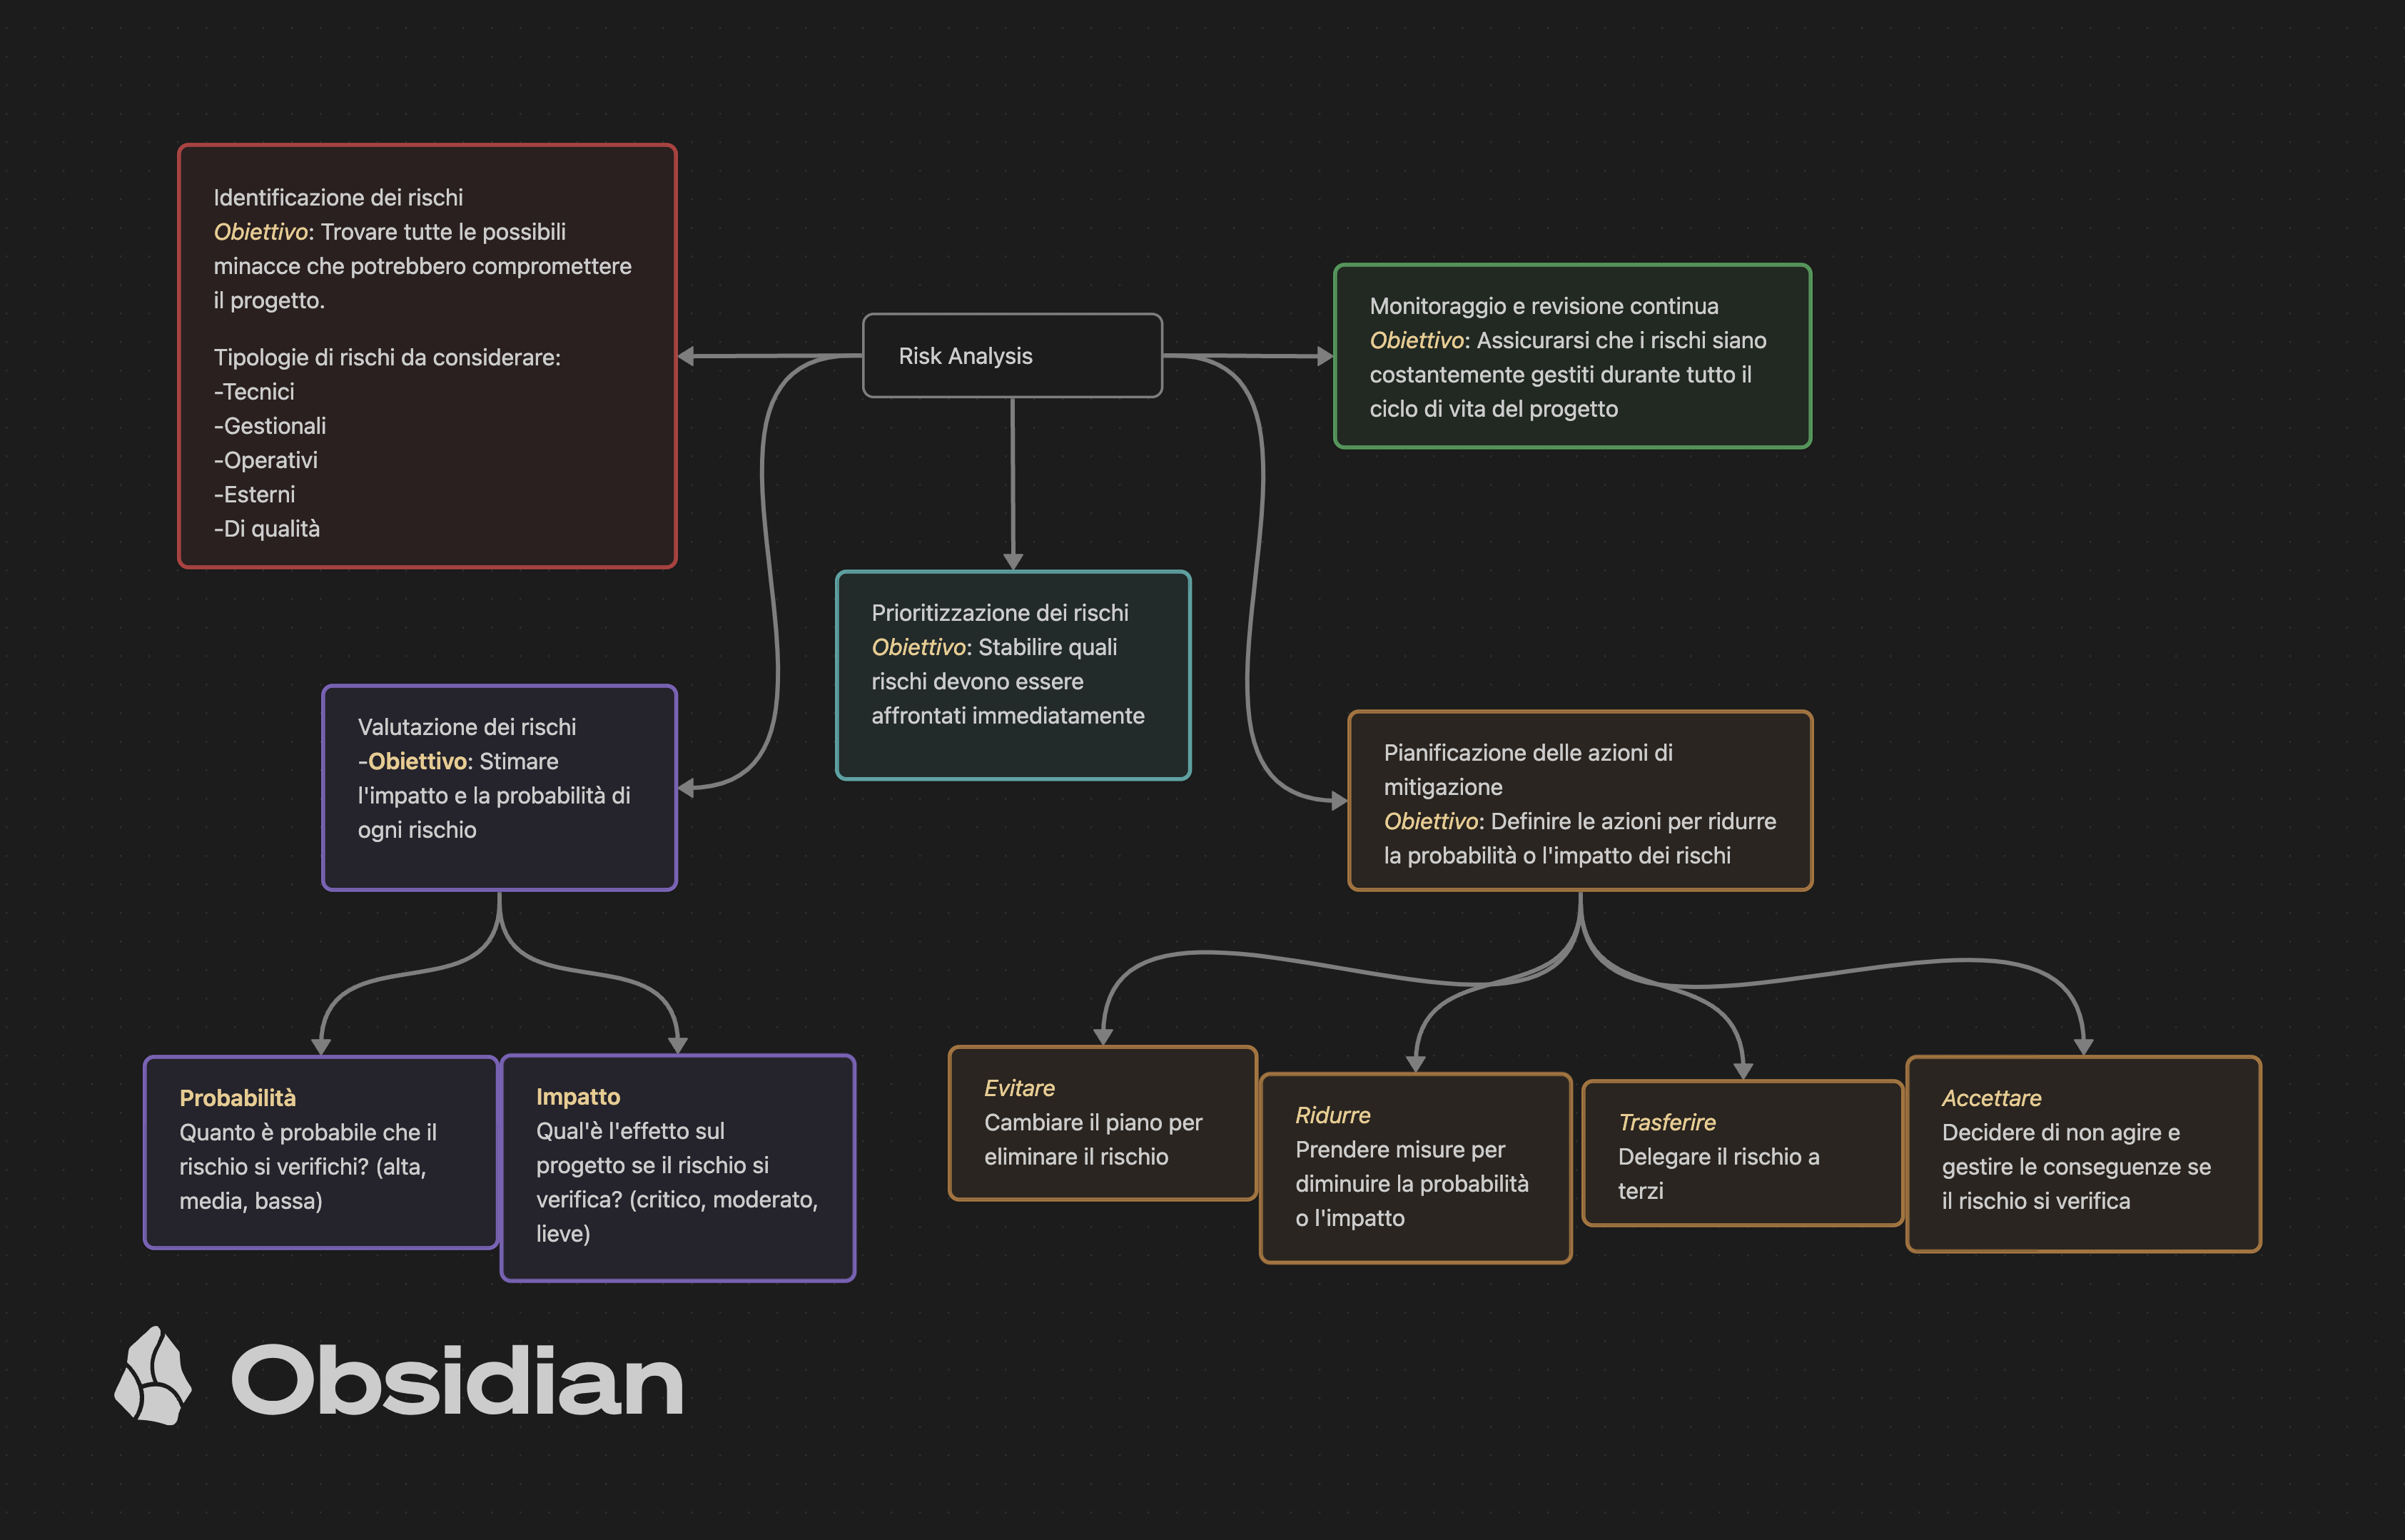 Identificazione dei rischi
Obiettivo: Trovare tutte le possibili
minacce che potrebbero compromettere
il progetto.
Tipologie di rischi da considerare:
-Tecnici
-Gestionali
-Operativi
-Esterni
-Di qualità
Risk Analysis
Monitoraggio e revisione continua
Obiettivo: Assicurarsi che i rischi siano
costantemente gestiti durante tutto il
ciclo di vita del progetto
Prioritizzazione dei rischi
Obiettivo: Stabilire quali
rischi devono essere
affrontati immediatamente
Valutazione dei rischi
-Obiettivo: Stimare
l'impatto e la probabilità di
ogni rischio
Pianificazione delle azioni di
mitigazione
Obiettivo: Definire le azioni per ridurre
la probabilità o l'impatto dei rischi
Probabilità
Quanto è probabile che il
rischio si verifichi? (alta,
media, bassa)
Impatto
Qual'è l'effetto sul
progetto se il rischio si
verifica? (critico, moderato,
lieve)
Evitare
Cambiare il piano per
eliminare il rischio
Ridurre
Prendere misure per
diminuire la probabilità
o l'impatto
Trasferire
Delegare il rischio a
terzi
Accettare
Decidere di non agire e
gestire le conseguenze se
il rischio si verifica
Obsidian